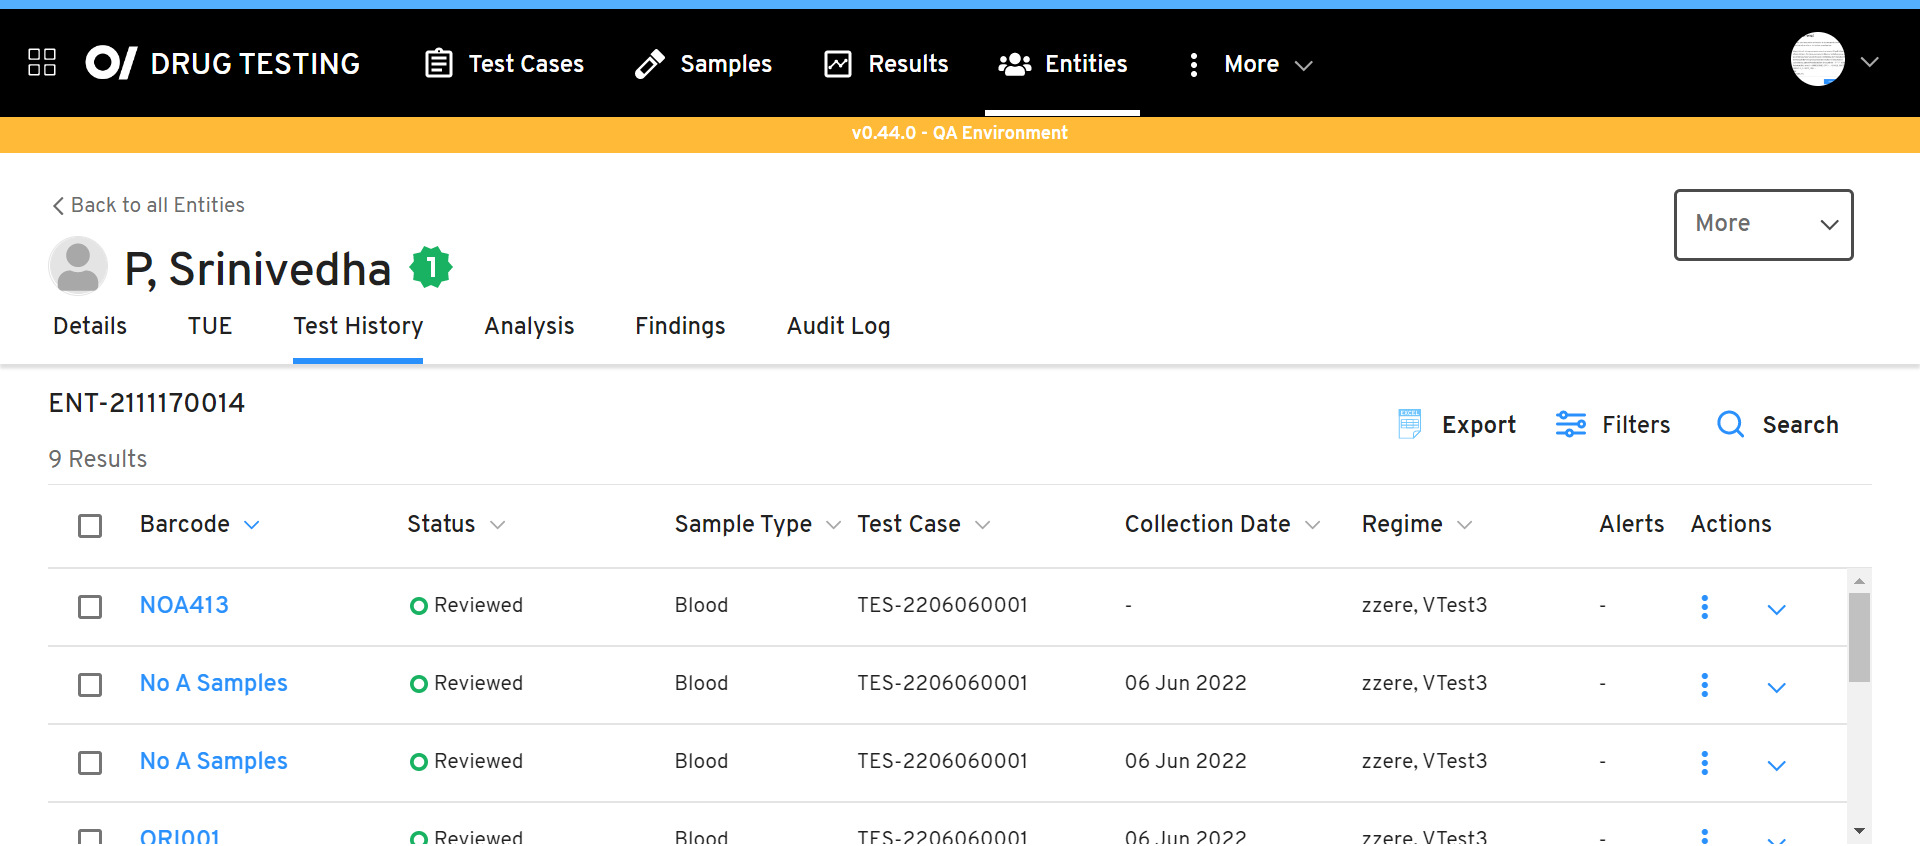 DRUG TESTING Test Cases Samples Results Entities More
v0.44.0 - QA Environment
Back to all Entities
More
P, Srinivedha 1
Details TUE Test History Analysis Findings Audit Log
ENT-2111170014
Export Filters Search
9 Results
Barcode Status Sample Type Test Case Collection Date Regime Alerts Actions
NOA413 Reviewed Blood TES-2206060001 - zzere, VTest3 -
No A Samples Reviewed Blood TES-2206060001 06 Jun 2022 zzere, VTest3 -
No A Samples Reviewed Blood TES-2206060001 06 Jun 2022 zzere, VTest3 -
ORI001 Reviewed Blood TES-2206060001 06 Jun 2022 zzere, VTest3 -